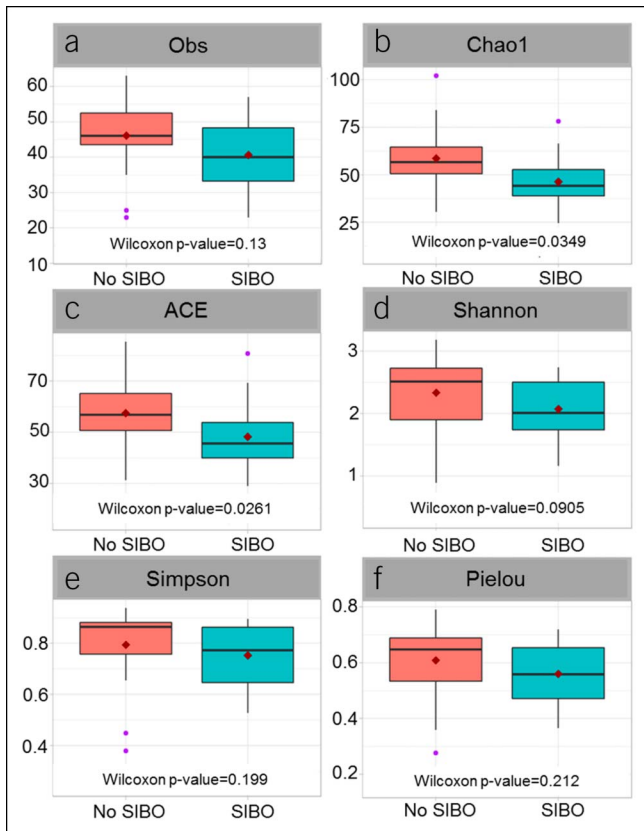 a Obs
60
50
40
30
20
10
Wilcoxon p-value=0.13
No SIBO SIBO
b Chao1
100
75
50
25
Wilcoxon p-value=0.0349
No SIBO SIBO
c ACE
70
50
30
Wilcoxon p-value=0.0261
No SIBO SIBO
d Shannon
3
2
1
Wilcoxon p-value=0.0905
No SIBO SIBO
e Simpson
0.8
0.6
0.4
Wilcoxon p-value=0.199
No SIBO SIBO
f Pielou
0.8
0.6
0.4
0.2
Wilcoxon p-value=0.212
No SIBO SIBO